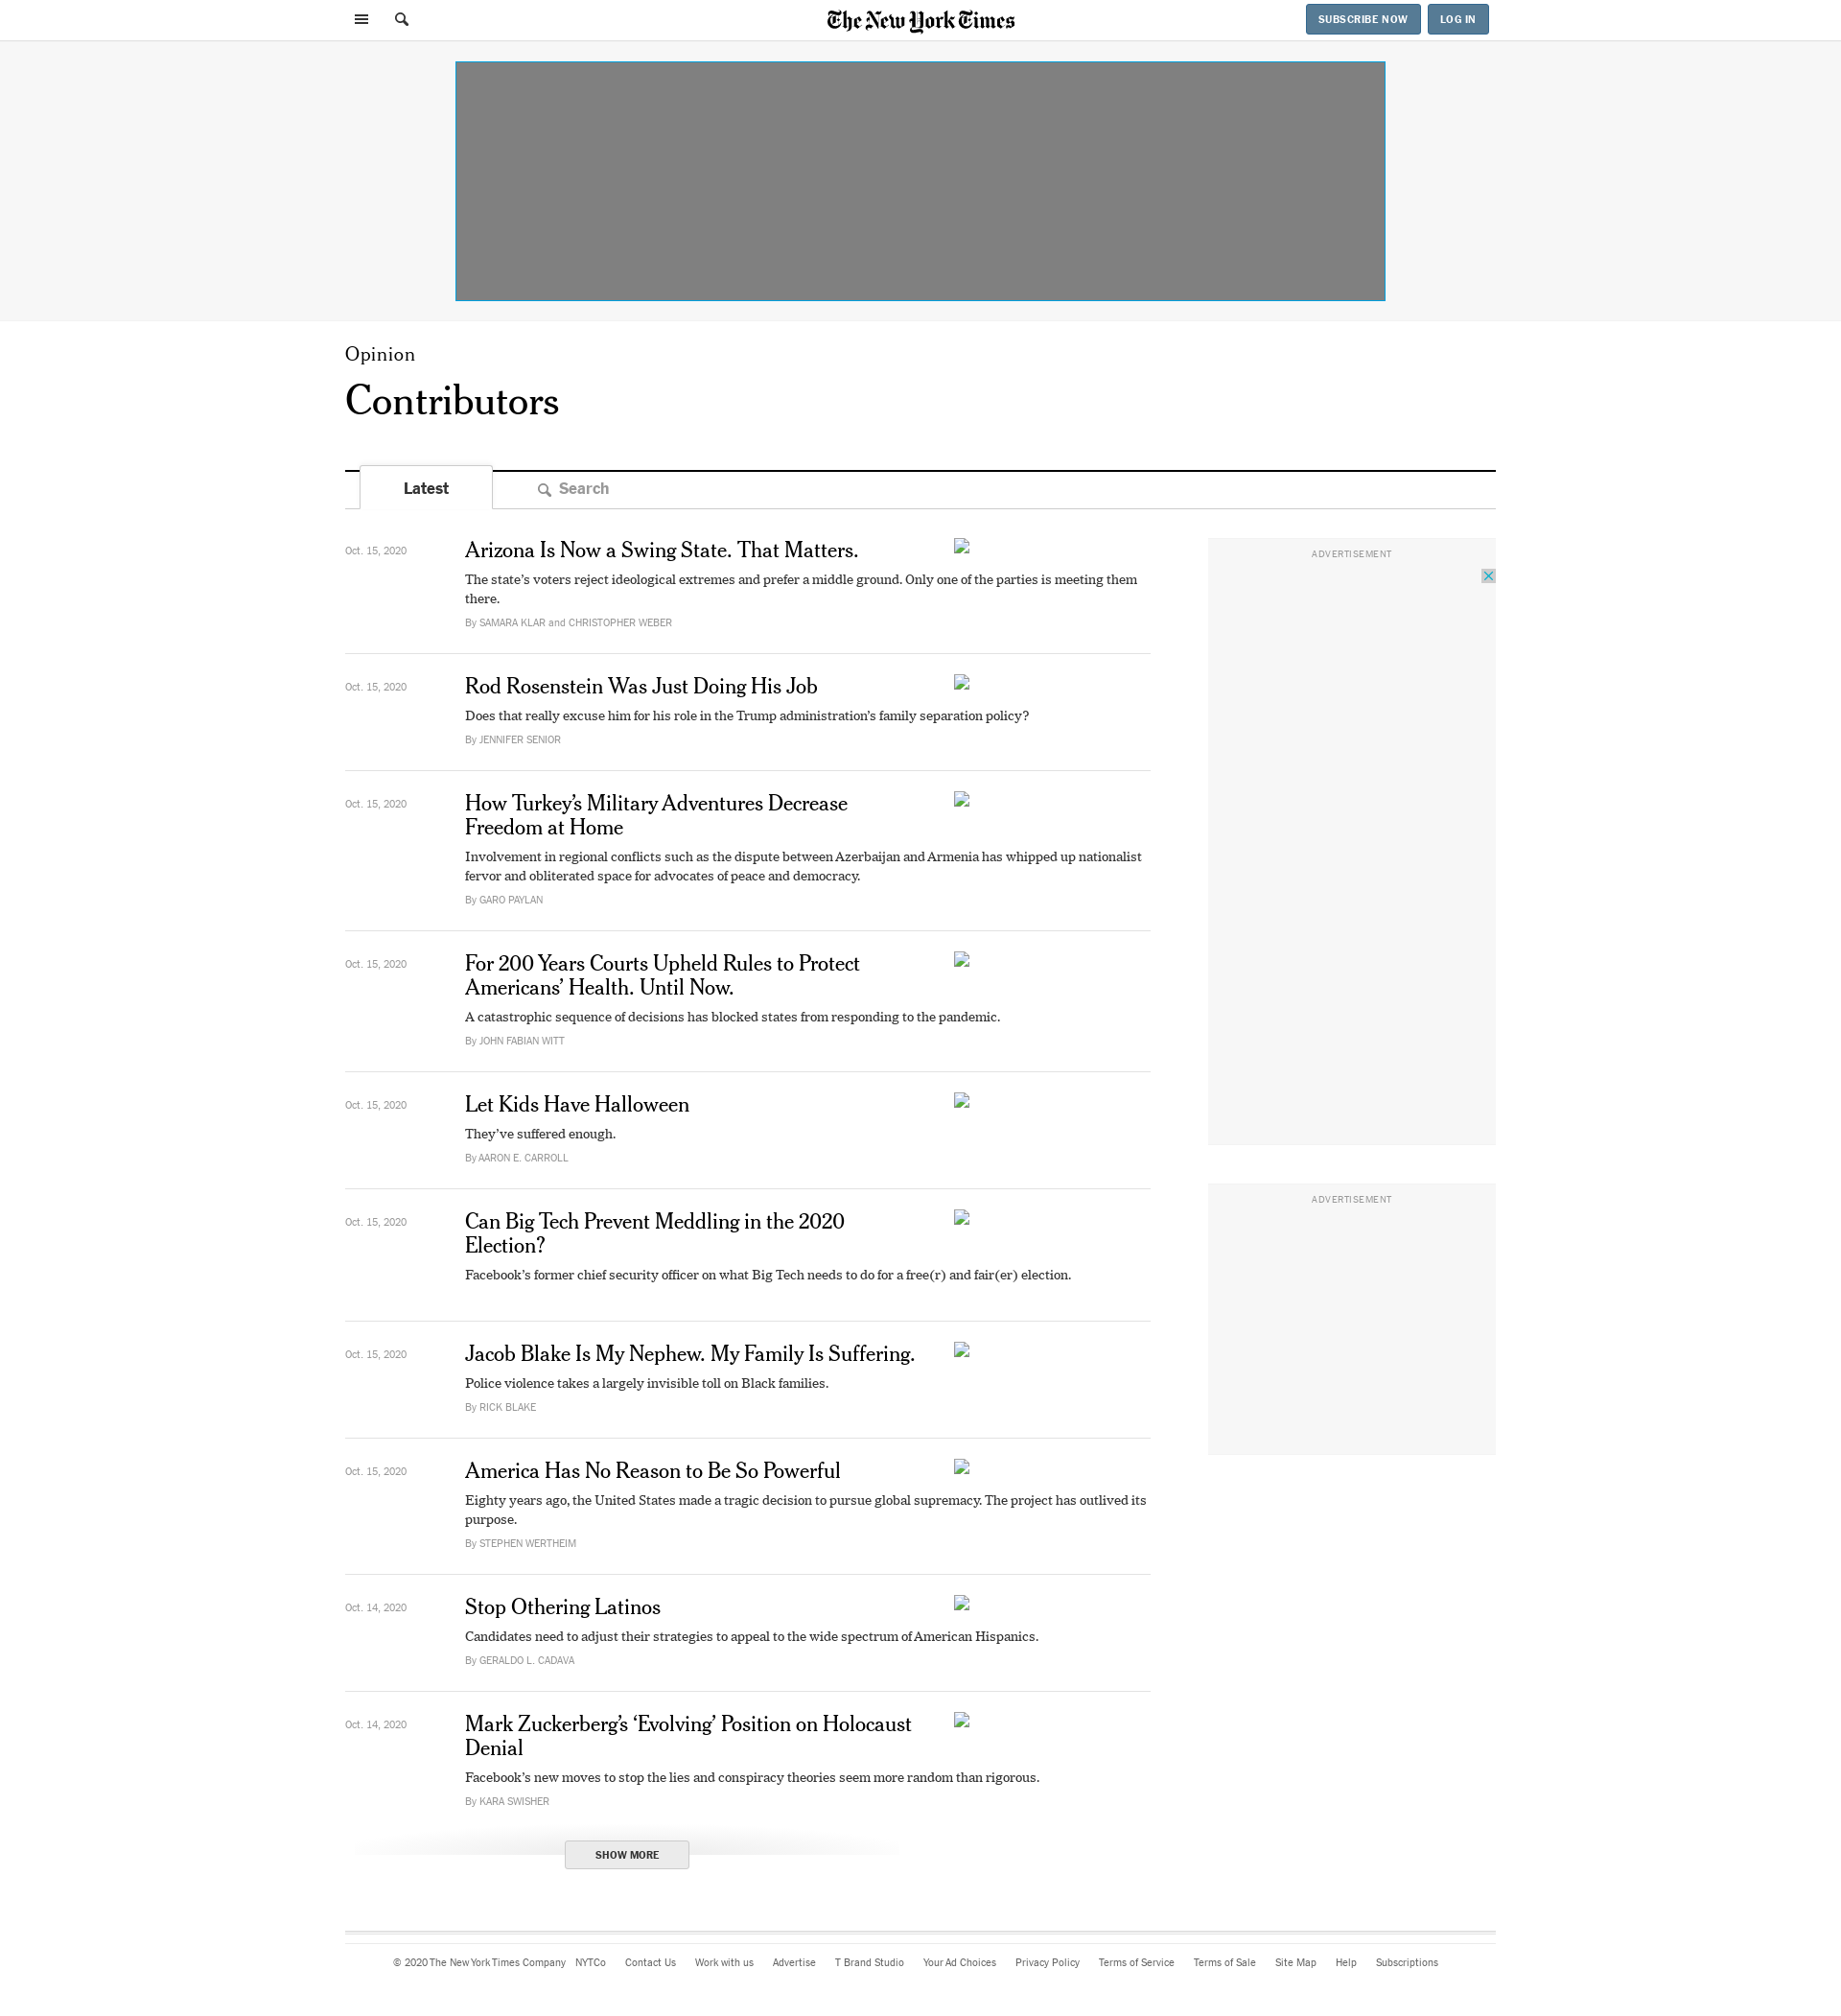 The New York Times
SUBSCRIBE NOW
LOG IN
Opinion
Contributors
Latest
Search
Oct. 15, 2020
Arizona Is Now a Swing State. That Matters.
The state’s voters reject ideological extremes and prefer a middle ground. Only one of the parties is meeting them
there.
By SAMARA KLAR and CHRISTOPHER WEBER
Oct. 15, 2020
Rod Rosenstein Was Just Doing His Job
Does that really excuse him for his role in the Trump administration’s family separation policy?
By JENNIFER SENIOR
Oct. 15, 2020
How Turkey’s Military Adventures Decrease
Freedom at Home
Involvement in regional conflicts such as the dispute between Azerbaijan and Armenia has whipped up nationalist
fervor and obliterated space for advocates of peace and democracy.
By GARO PAYLAN
Oct. 15, 2020
For 200 Years Courts Upheld Rules to Protect
Americans’ Health. Until Now.
A catastrophic sequence of decisions has blocked states from responding to the pandemic.
By JOHN FABIAN WITT
Oct. 15, 2020
Let Kids Have Halloween
They’ve suffered enough.
By AARON E. CARROLL
Oct. 15, 2020
Can Big Tech Prevent Meddling in the 2020
Election?
Facebook’s former chief security officer on what Big Tech needs to do for a free(r) and fair(er) election.
Oct. 15, 2020
Jacob Blake Is My Nephew. My Family Is Suffering.
Police violence takes a largely invisible toll on Black families.
By RICK BLAKE
Oct. 15, 2020
America Has No Reason to Be So Powerful
Eighty years ago, the United States made a tragic decision to pursue global supremacy. The project has outlived its
purpose.
By STEPHEN WERTHEIM
Oct. 14, 2020
Stop Othering Latinos
Candidates need to adjust their strategies to appeal to the wide spectrum of American Hispanics.
By GERALDO L. CADAVA
Oct. 14, 2020
Mark Zuckerberg’s ‘Evolving’ Position on Holocaust
Denial
Facebook’s new moves to stop the lies and conspiracy theories seem more random than rigorous.
By KARA SWISHER
SHOW MORE
ADVERTISEMENT
ADVERTISEMENT
© 2020 The New York Times Company NYTCo Contact Us Work with us Advertise T Brand Studio Your Ad Choices Privacy Policy Terms of Service Terms of Sale Site Map Help Subscriptions